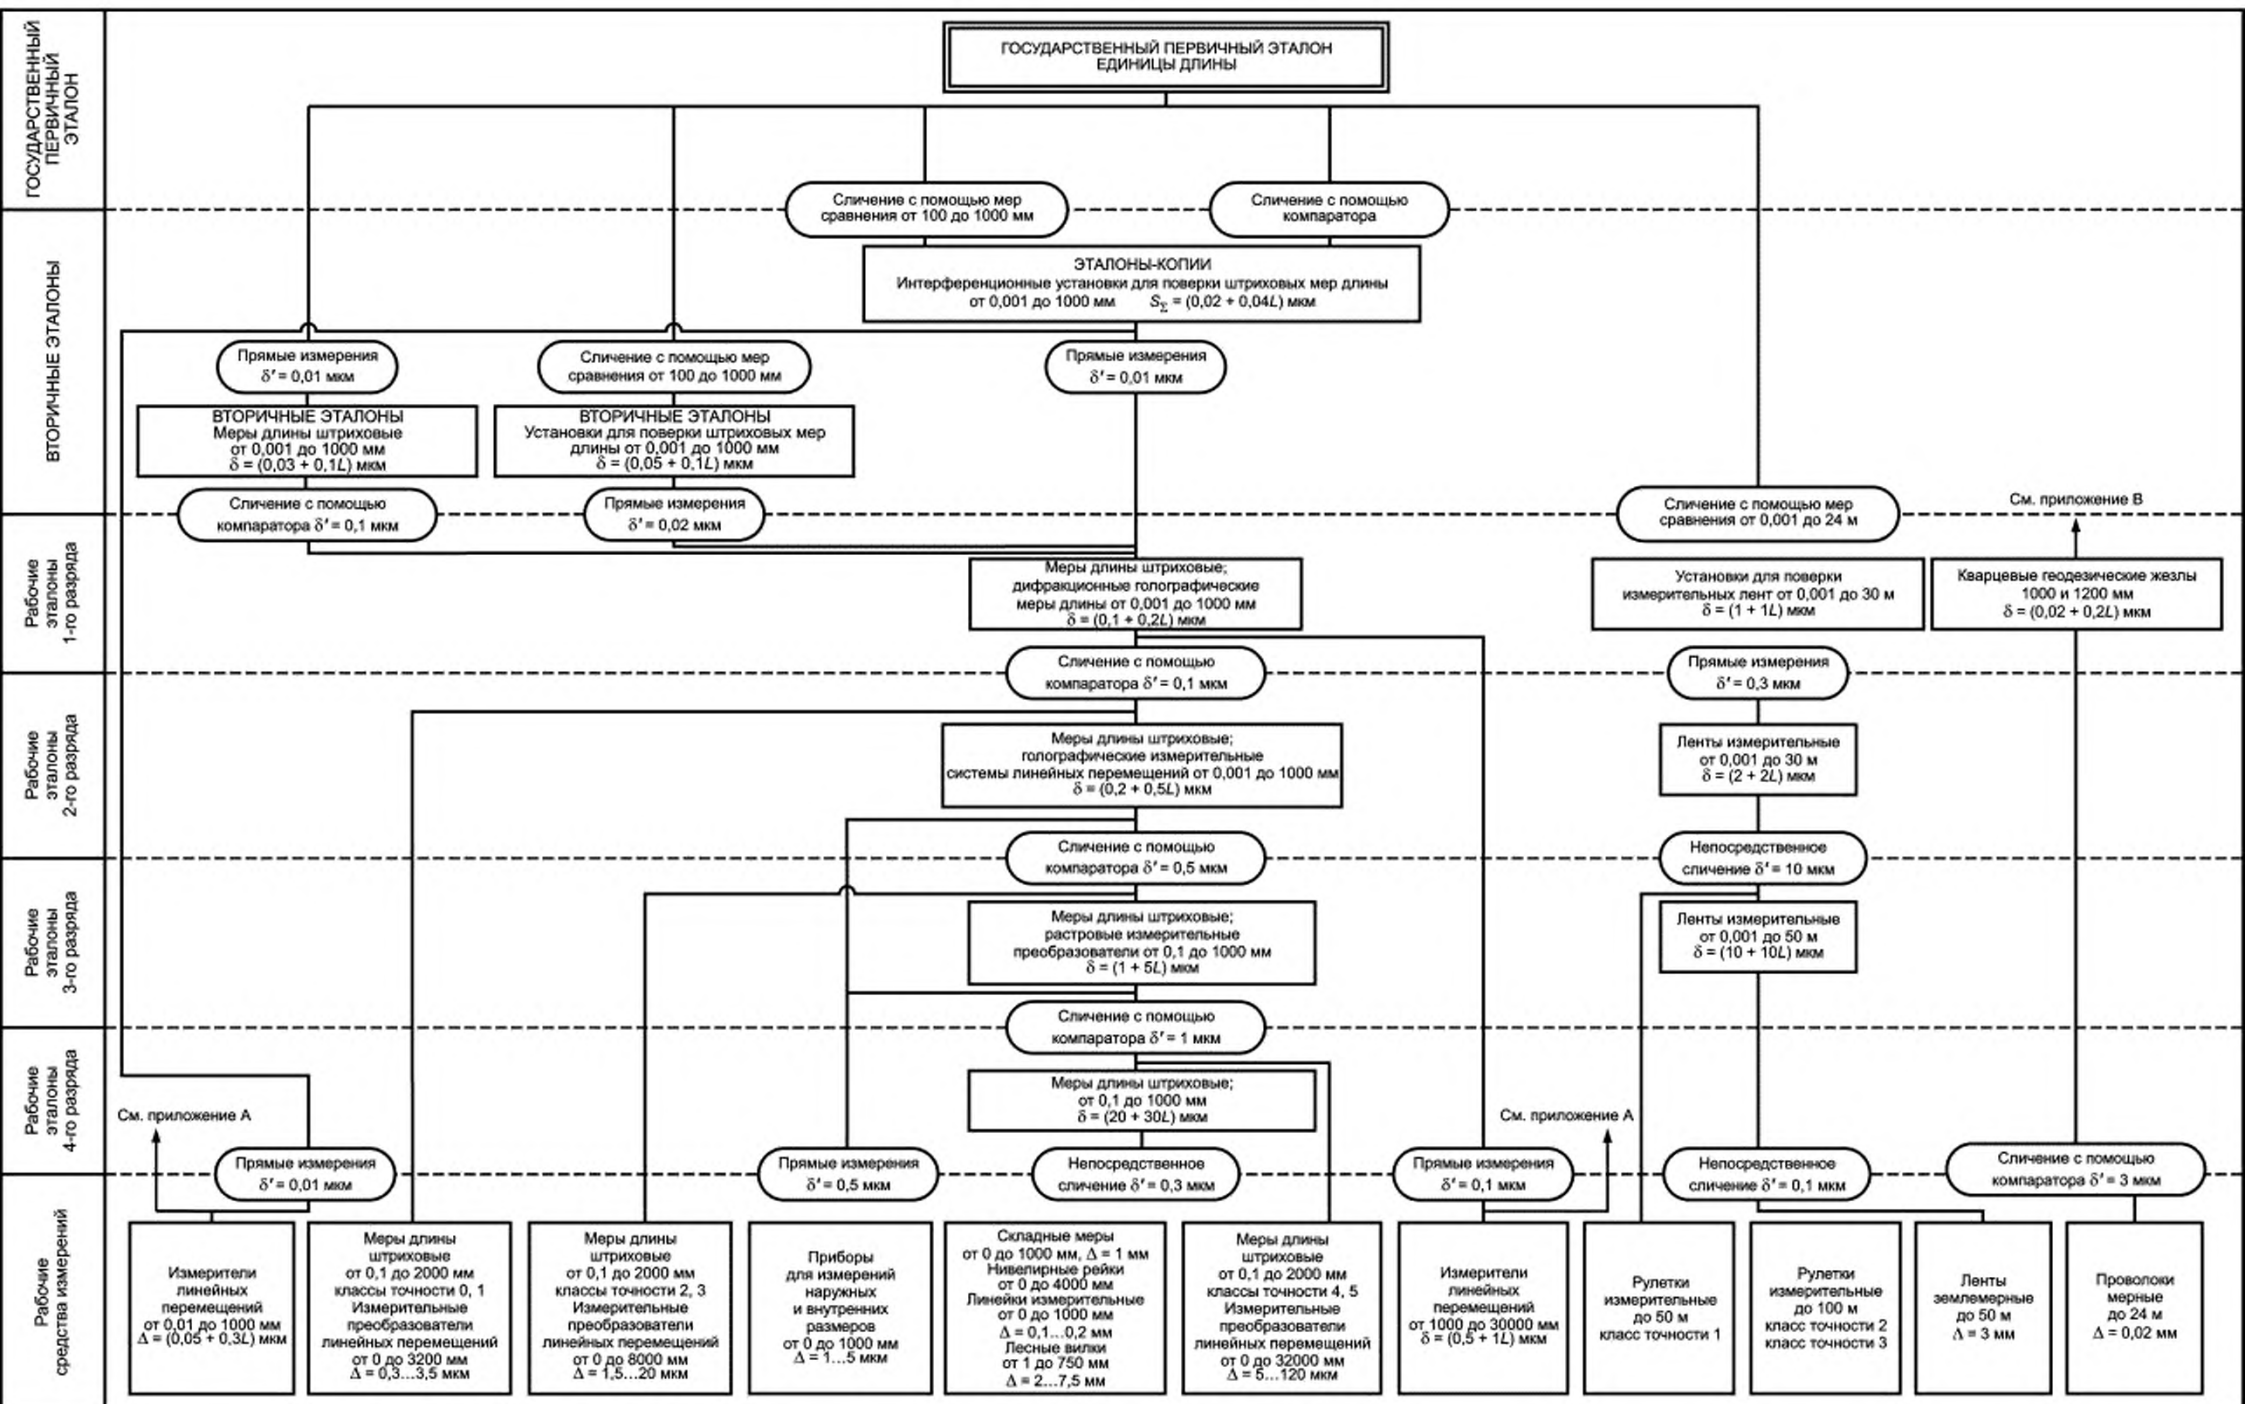 ГОСУДАРСТВЕННЫЙ
ПЕРВИЧНЫЙ
ЭТАЛОН
ГОСУДАРСТВЕННЫЙ ПЕРВИЧНЫЙ ЭТАЛОН
ЕДИНИЦЫ ДЛИНЫ
Сличение с помощью мер
сравнения от 100 до 1000 мм
Сличение с помощью
компаратора
ВТОРИЧНЫЕ ЭТАЛОНЫ
ЭТАЛОНЫ-КОПИИ
Интерференционные установки для поверки штриховых мер длины
от 0,001 до 1000 мм S_Σ = (0,02 + 0,04L) мкм
Прямые измерения
δ′ = 0,01 мкм
Сличение с помощью мер
сравнения от 100 до 1000 мм
Прямые измерения
δ′ = 0,01 мкм
ВТОРИЧНЫЕ ЭТАЛОНЫ
Меры длины штриховые
от 0,001 до 1000 мм
δ = (0,03 + 0,1L) мкм
ВТОРИЧНЫЕ ЭТАЛОНЫ
Установки для поверки штриховых мер
длины от 0,001 до 1000 мм
δ = (0,05 + 0,1L) мкм
Сличение с помощью
компаратора δ′ = 0,1 мкм
Прямые измерения
δ′ = 0,02 мкм
Сличение с помощью мер
сравнения от 0,001 до 24 м
См. приложение В
Рабочие
эталоны
1-го разряда
Меры длины штриховые;
дифракционные голографические
меры длины от 0,001 до 1000 мм
δ = (0,1 + 0,2L) мкм
Установки для поверки
измерительных лент от 0,001 до 30 м
δ = (1 + 1L) мкм
Кварцевые геодезические жезлы
1000 и 1200 мм
δ = (0,02 + 0,2L) мкм
Сличение с помощью
компаратора δ′ = 0,1 мкм
Прямые измерения
δ′ = 0,3 мкм
Рабочие
эталоны
2-го разряда
Меры длины штриховые;
голографические измерительные
системы линейных перемещений от 0,001 до 1000 мм
δ = (0,2 + 0,5L) мкм
Ленты измерительные
от 0,001 до 30 м
δ = (2 + 2L) мкм
Сличение с помощью
компаратора δ′ = 0,5 мкм
Непосредственное
сличение δ′ = 10 мкм
Рабочие
эталоны
3-го разряда
Меры длины штриховые;
растровые измерительные
преобразователи от 0,1 до 1000 мм
δ = (1 + 5L) мкм
Ленты измерительные
от 0,001 до 50 м
δ = (10 + 10L) мкм
Сличение с помощью
компаратора δ′ = 1 мкм
Рабочие
эталоны
4-го разряда
Меры длины штриховые;
от 0,1 до 1000 мм
δ = (20 + 30L) мкм
См. приложение А
См. приложение А
Прямые измерения
δ′ = 0,01 мкм
Прямые измерения
δ′ = 0,5 мкм
Непосредственное
сличение δ′ = 0,3 мкм
Прямые измерения
δ′ = 0,1 мкм
Непосредственное
сличение δ′ = 0,1 мкм
Сличение с помощью
компаратора δ′ = 3 мкм
Рабочие
средства измерений
Измерители
линейных
перемещений
от 0,01 до 1000 мм
Δ = (0,05 + 0,3L) мкм
Меры длины
штриховые
от 0,1 до 2000 мм
классы точности 0, 1
Измерительные
преобразователи
линейных перемещений
от 0 до 3200 мм
Δ = 0,3...3,5 мкм
Меры длины
штриховые
от 0,1 до 2000 мм
классы точности 2, 3
Измерительные
преобразователи
линейных перемещений
от 0 до 8000 мм
Δ = 1,5...20 мкм
Приборы
для измерений
наружных
и внутренних
размеров
от 0 до 1000 мм
Δ = 1...5 мкм
Складные меры
от 0 до 1000 мм, Δ = 1 мм
Нивелирные рейки
от 0 до 4000 мм
Линейки измерительные
от 0 до 1000 мм
Δ = 0,1...0,2 мм
Лесные вилки
от 1 до 750 мм
Δ = 2...7,5 мм
Меры длины
штриховые
от 0,1 до 2000 мм
классы точности 4, 5
Измерительные
преобразователи
линейных перемещений
от 0 до 32000 мм
Δ = 5...120 мкм
Измерители
линейных
перемещений
от 1000 до 30000 мм
δ = (0,5 + 1L) мкм
Рулетки
измерительные
до 50 м
класс точности 1
Рулетки
измерительные
до 100 м
класс точности 2
класс точности 3
Ленты
землемерные
до 50 м
Δ = 3 мм
Проволоки
мерные
до 24 м
Δ = 0,02 мм